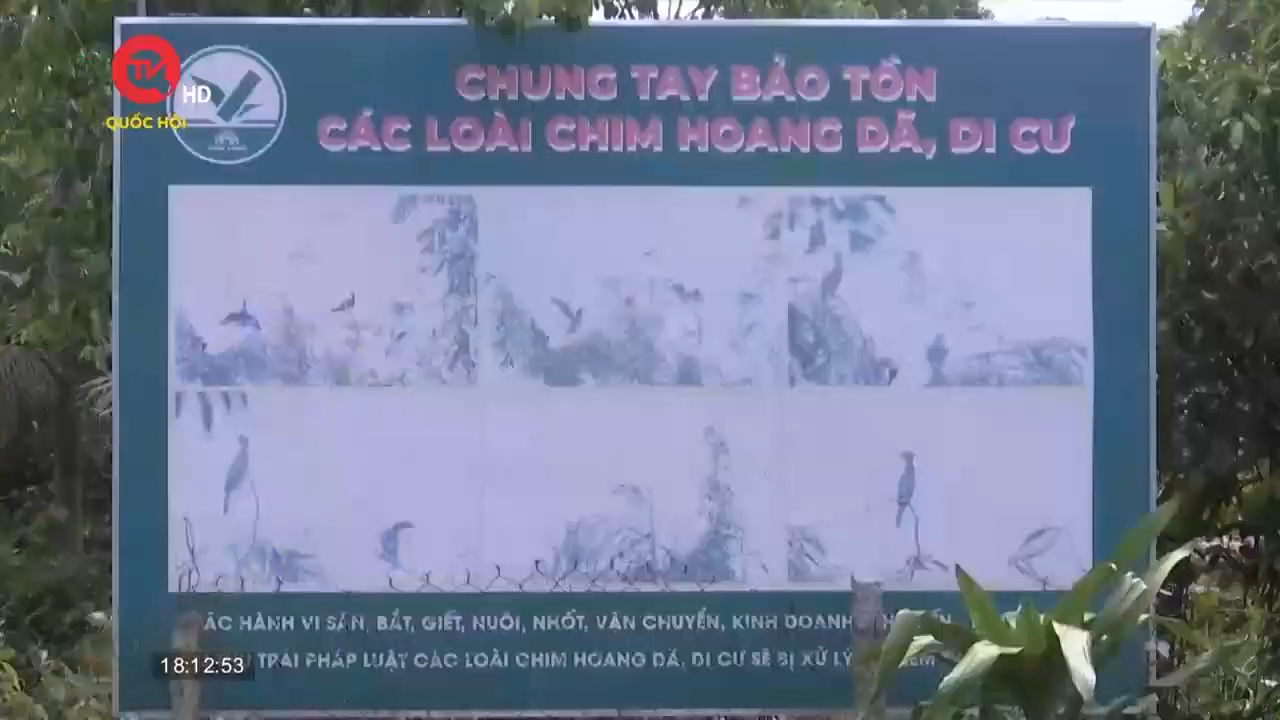 TV
HD
QUỐC HỘI
CHUNG TAY BẢO TỒN
CÁC LOÀI CHIM HOANG DÃ, DI CƯ
HÀNH VI SĂN, BẮT, GIẾT, NUÔI, NHỐT, VẬN CHUYỂN, KINH DOANH
TRÁI PHÁP LUẬT CÁC LOÀI CHIM HOANG DÃ, DI CƯ SẼ BỊ XỬ LÝ
18:12:53